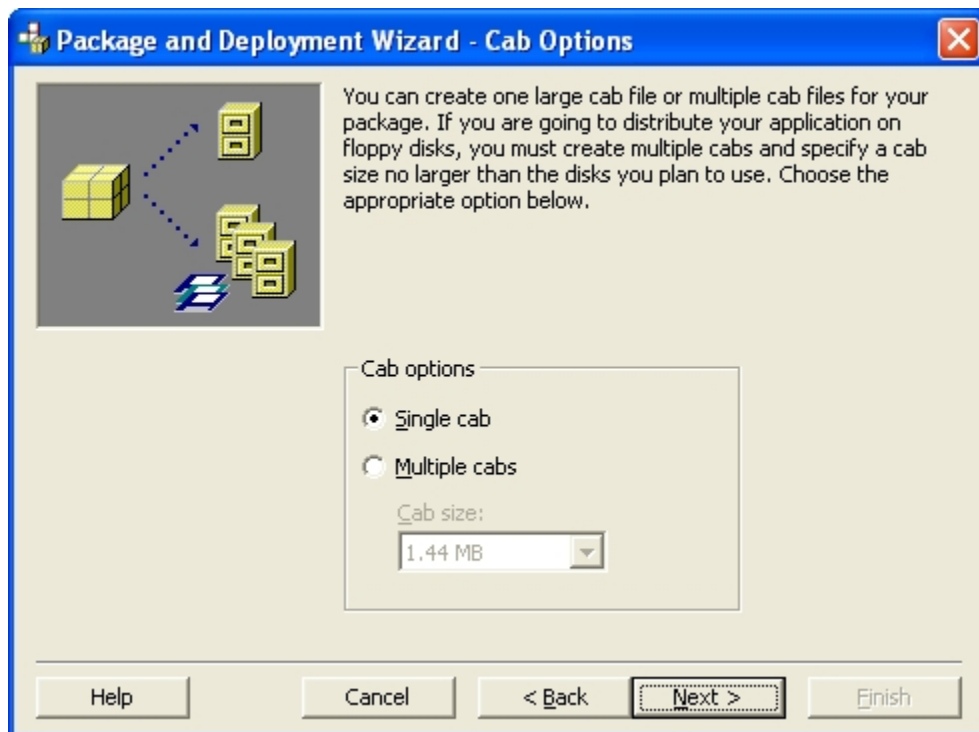 Package and Deployment Wizard - Cab Options
You can create one large cab file or multiple cab files for your
package. If you are going to distribute your application on
floppy disks, you must create multiple cabs and specify a cab
size no larger than the disks you plan to use. Choose the
appropriate option below.
Cab options
Single cab
Multiple cabs
Cab size:
1.44 MB
Help
Cancel
< Back
Next >
Finish